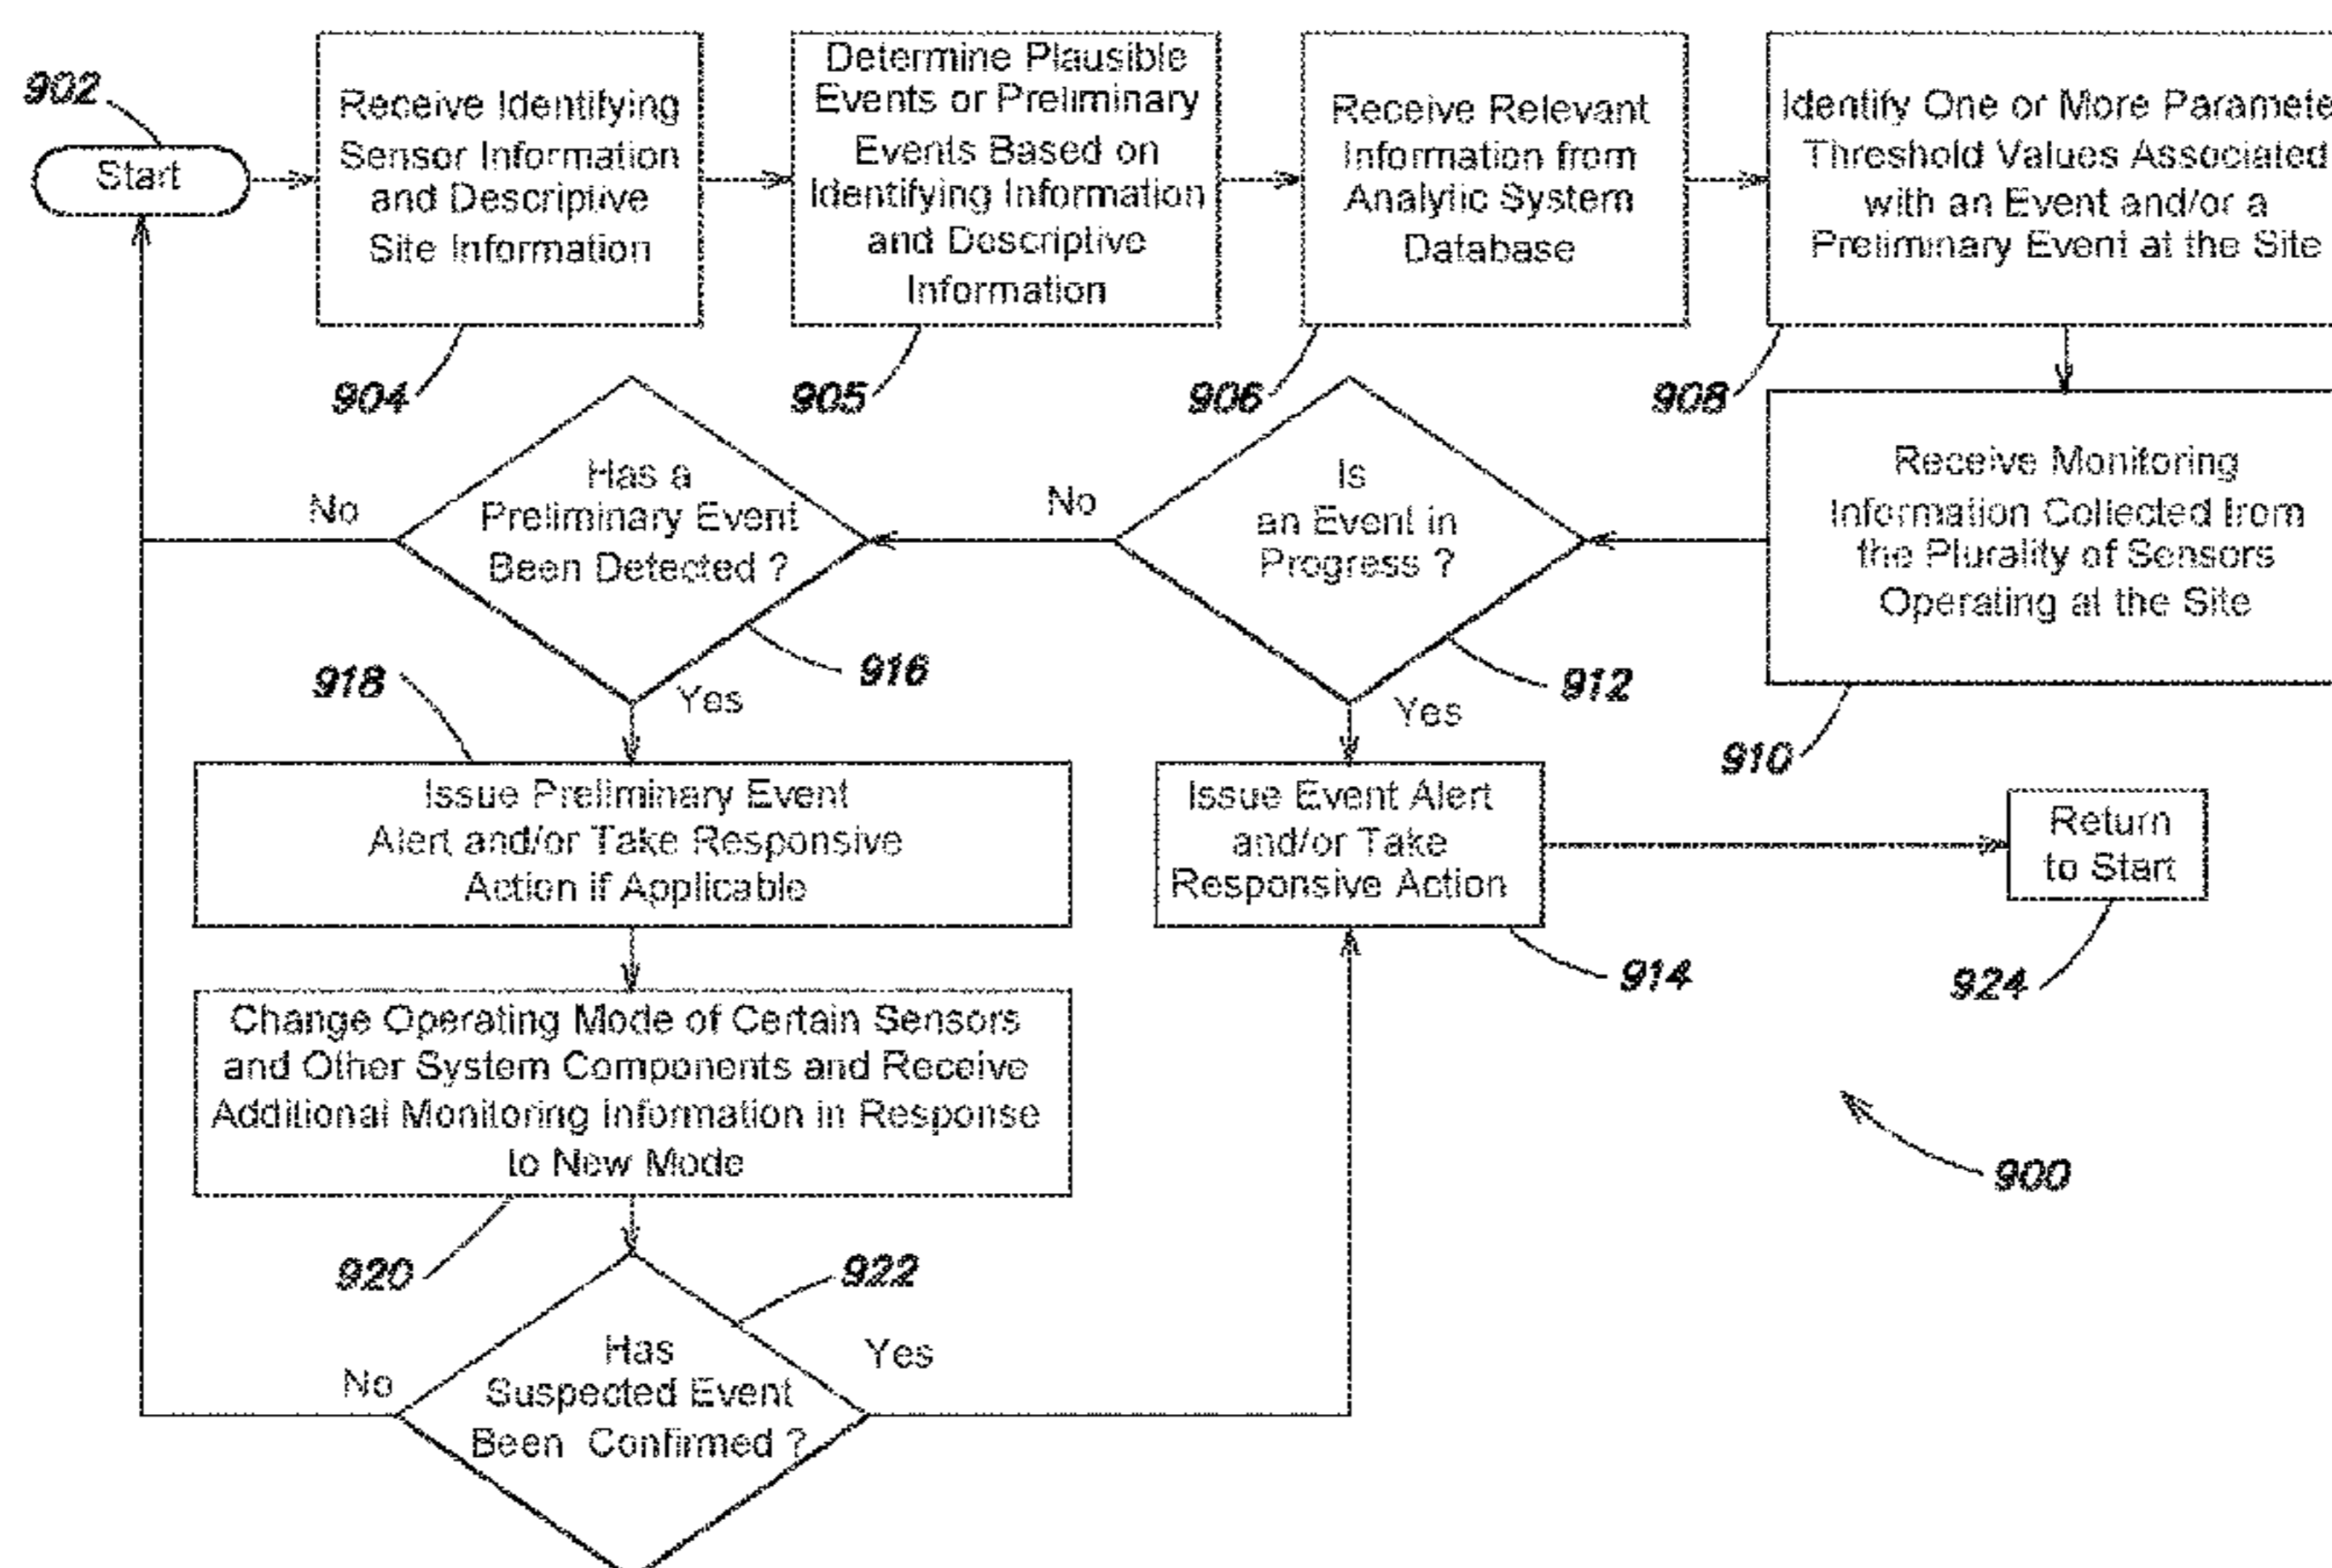 902
Start
Receive Identifying
Sensor Information
and Descriptive
Site Information
904
Determine Plausible
Events or Preliminary
Events Based on
Identifying Information
and Descriptive
Information
905
Receive Relevant
Information from
Analytic System
Database
906
Identify One or More Paramete
Threshold Values Associated
with an Event and/or a
Preliminary Event at the Site
908
Receive Monitoring
Information Collected from
the Plurality of Sensors
Operating at the Site
910
Is
an Event in
Progress ?
No
Yes
912
Has a
Preliminary Event
Been Detected ?
No
Yes
916
918
Issue Preliminary Event
Alert and/or Take Responsive
Action if Applicable
Issue Event Alert
and/or Take
Responsive Action
914
Return
to Start
924
Change Operating Mode of Certain Sensors
and Other System Components and Receive
Additional Monitoring Information in Response
to New Mode
920
900
922
Has
Suspected Event
Been Confirmed ?
No
Yes